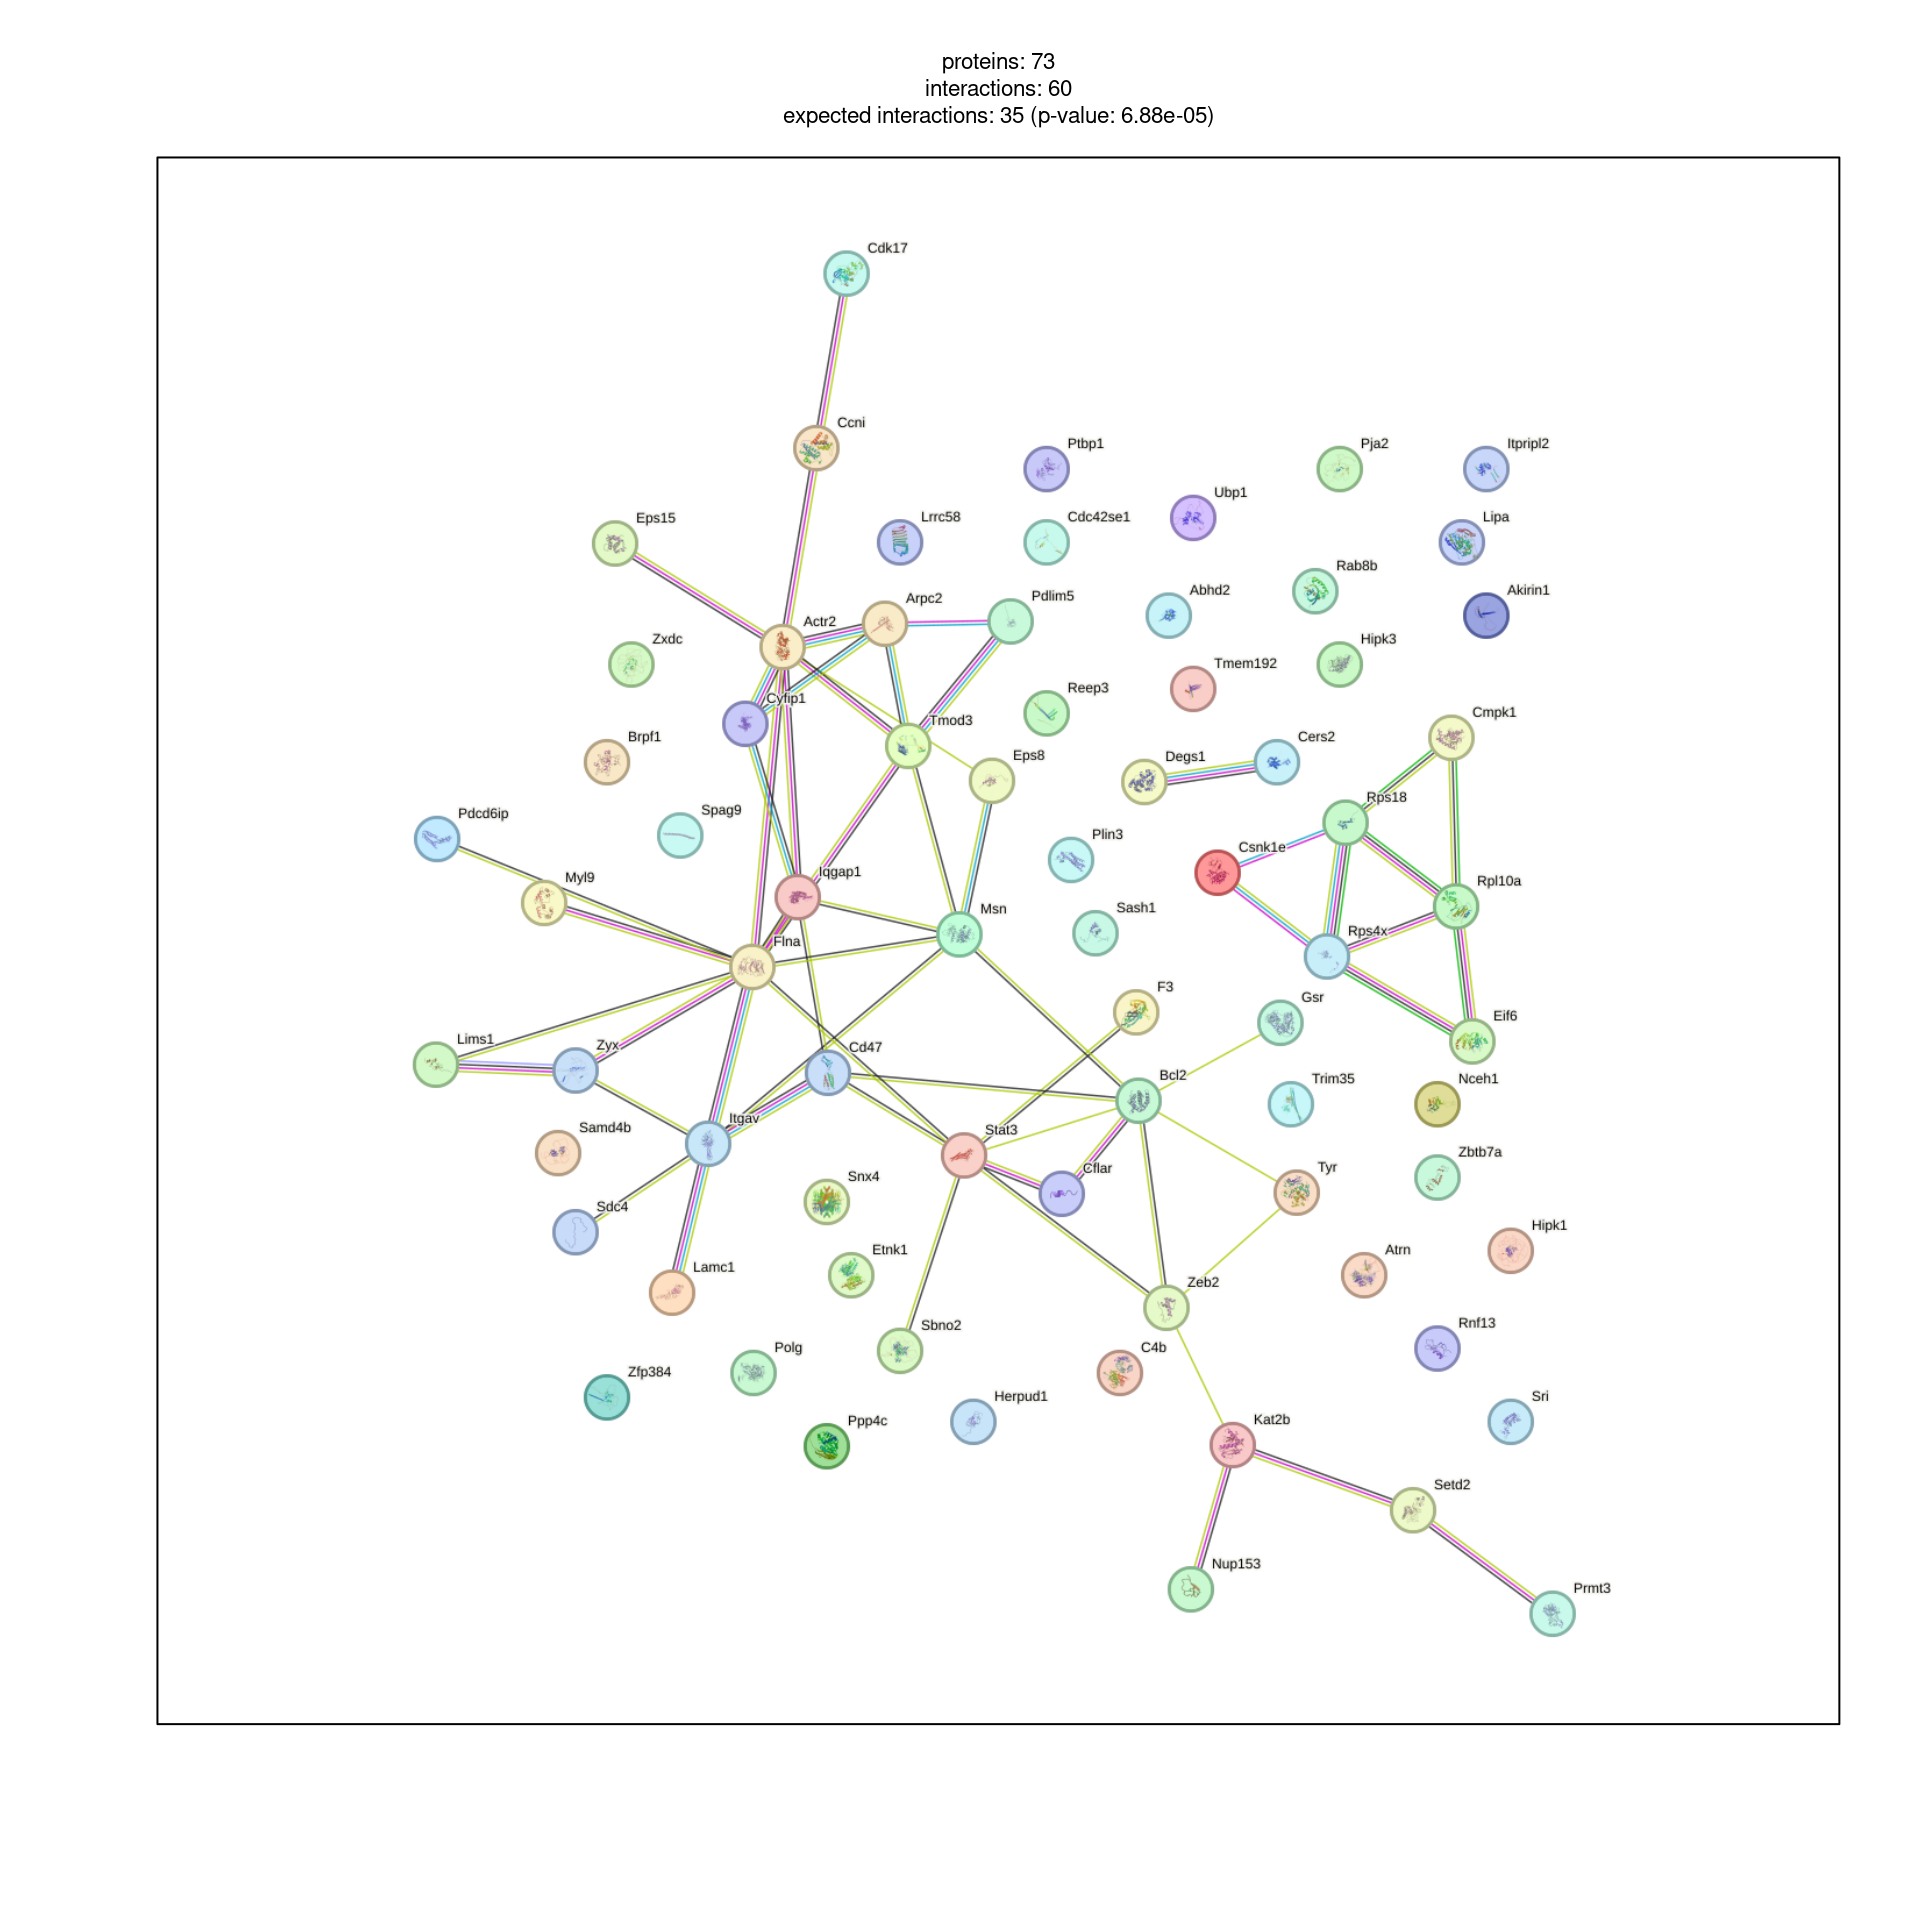 proteins: 73
interactions: 60
expected interactions: 35 (p-value: 6.88e-05)
Cdk17
Ccni
Ptbp1
Pja2
Itpripl2
Ubp1
Eps15
Lrrc58
Cdc42se1
Lipa
Rab8b
Arpc2
Pdlim5
Abhd2
Akirin1
Actr2
Zxdc
Hipk3
Tmem192
Reep3
Cyfip1
Cmpk1
Tmod3
Brpf1
Eps8
Degs1
Cers2
Rps18
Spag9
Pdcd6ip
Plin3
Csnk1e
Iqgap1
Myl9
Rpl10a
Msn
Sash1
Rps4x
Flna
F3
Gsr
Eif6
Lims1
Zyx
Cd47
Bcl2
Trim35
Nceh1
Itgav
Samd4b
Stat3
Zbtb7a
Cflar
Tyr
Snx4
Sdc4
Hipk1
Etnk1
Atrn
Lamc1
Zeb2
Sbno2
Rnf13
Polg
C4b
Zfp384
Herpud1
Sri
Ppp4c
Kat2b
Setd2
Nup153
Prmt3